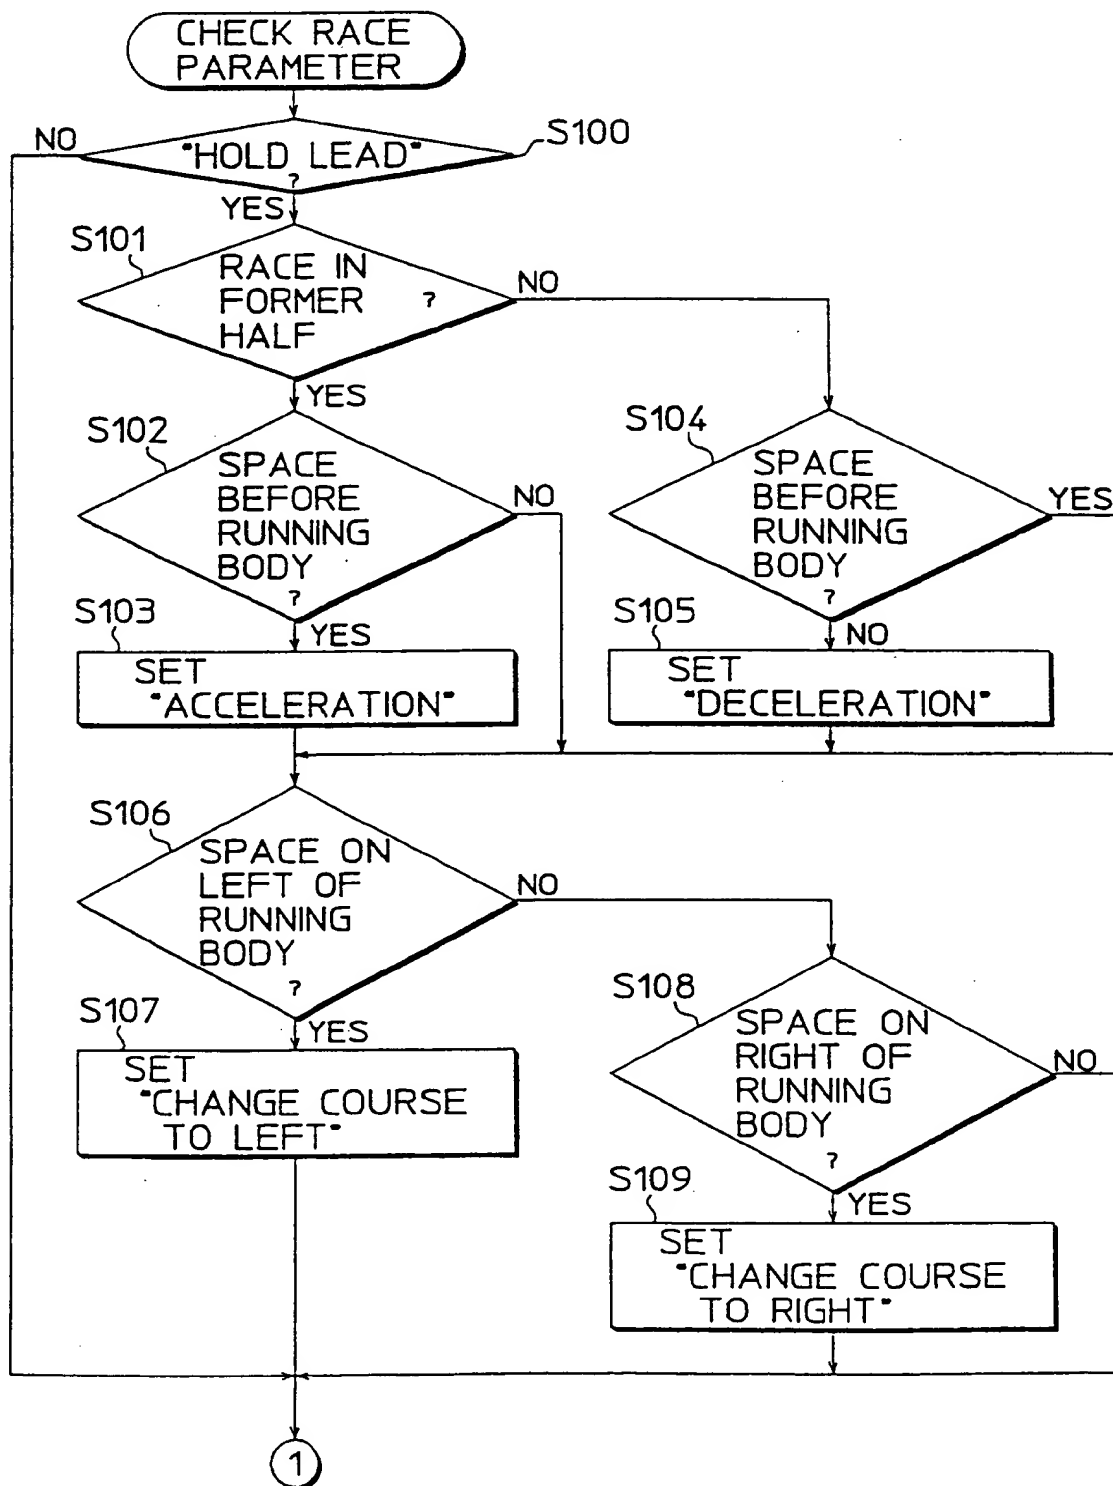 CHECK RACE
PARAMETER
NO
S100
"HOLD LEAD"
?
YES
S101
RACE IN
FORMER
HALF
?
NO
YES
S102
SPACE
BEFORE
RUNNING
BODY
?
NO
S104
SPACE
BEFORE
RUNNING
BODY
?
YES
S103
YES
SET
"ACCELERATION"
S105
NO
SET
"DECELERATION"
S106
SPACE ON
LEFT OF
RUNNING
BODY
?
NO
S107
YES
SET
"CHANGE COURSE
TO LEFT"
S108
SPACE ON
RIGHT OF
RUNNING
BODY
?
NO
S109
YES
SET
"CHANGE COURSE
TO RIGHT"
1